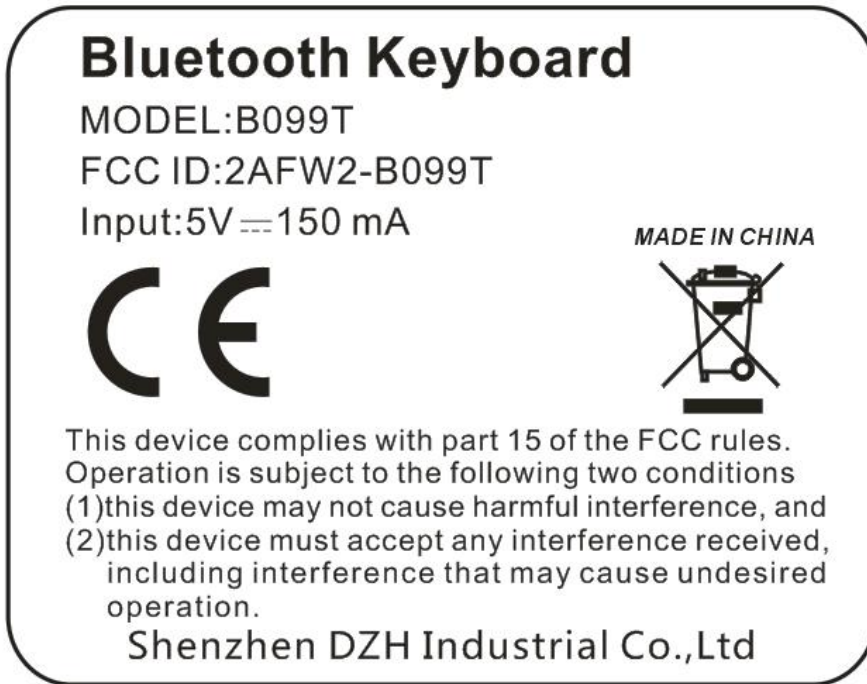 Bluetooth Keyboard
MODEL:B099T
FCC ID:2AFW2-B099T
Input:5V⎓150 mA
MADE IN CHINA
CE
This device complies with part 15 of the FCC rules.
Operation is subject to the following two conditions
(1)this device may not cause harmful interference, and
(2)this device must accept any interference received,
including interference that may cause undesired
operation.
Shenzhen DZH Industrial Co.,Ltd